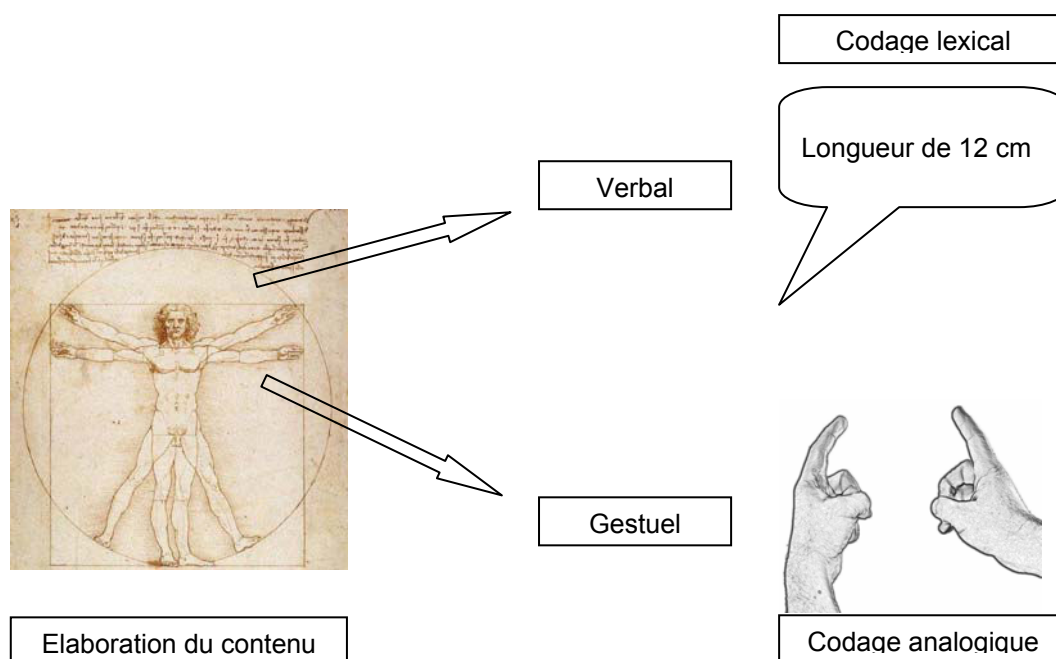 Codage lexical
Longueur de 12 cm
Verbal
Gestuel
Elaboration du contenu
Codage analogique